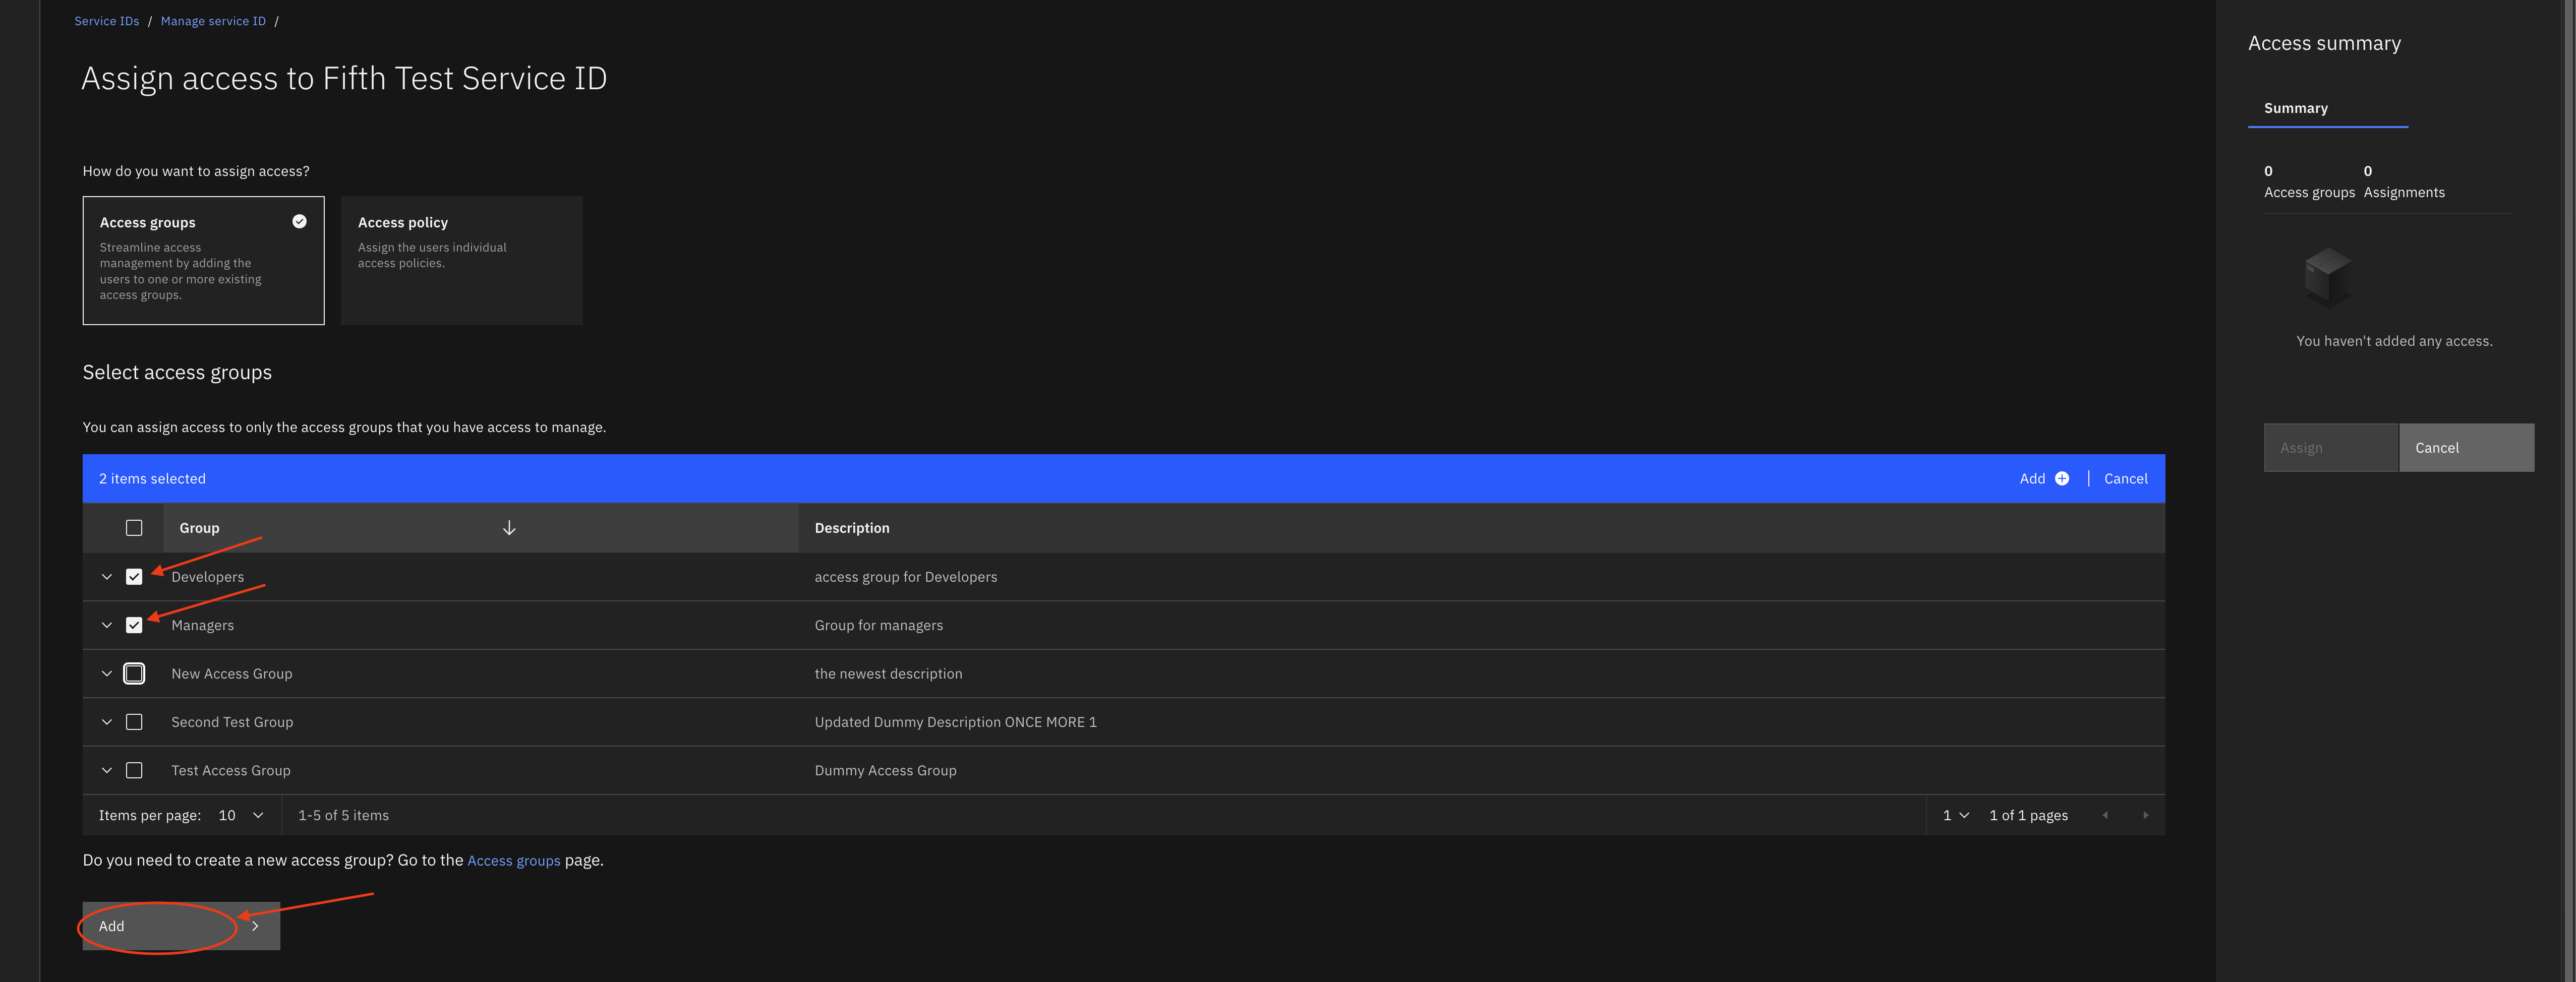 Service IDs / Manage service ID /
Assign access to Fifth Test Service ID
How do you want to assign access?
Access groups
Streamline access
management by adding the
users to one or more existing
access groups.
Access policy
Assign the users individual
access policies.
Select access groups
You can assign access to only the access groups that you have access to manage.
2 items selected
Add | Cancel
Group Description
Developers access group for Developers
Managers Group for managers
New Access Group the newest description
Second Test Group Updated Dummy Description ONCE MORE 1
Test Access Group Dummy Access Group
Items per page: 10 1-5 of 5 items 1 1 of 1 pages
Do you need to create a new access group? Go to the Access groups page.
Add
Access summary
Summary
0 0
Access groups Assignments
You haven't added any access.
Assign Cancel